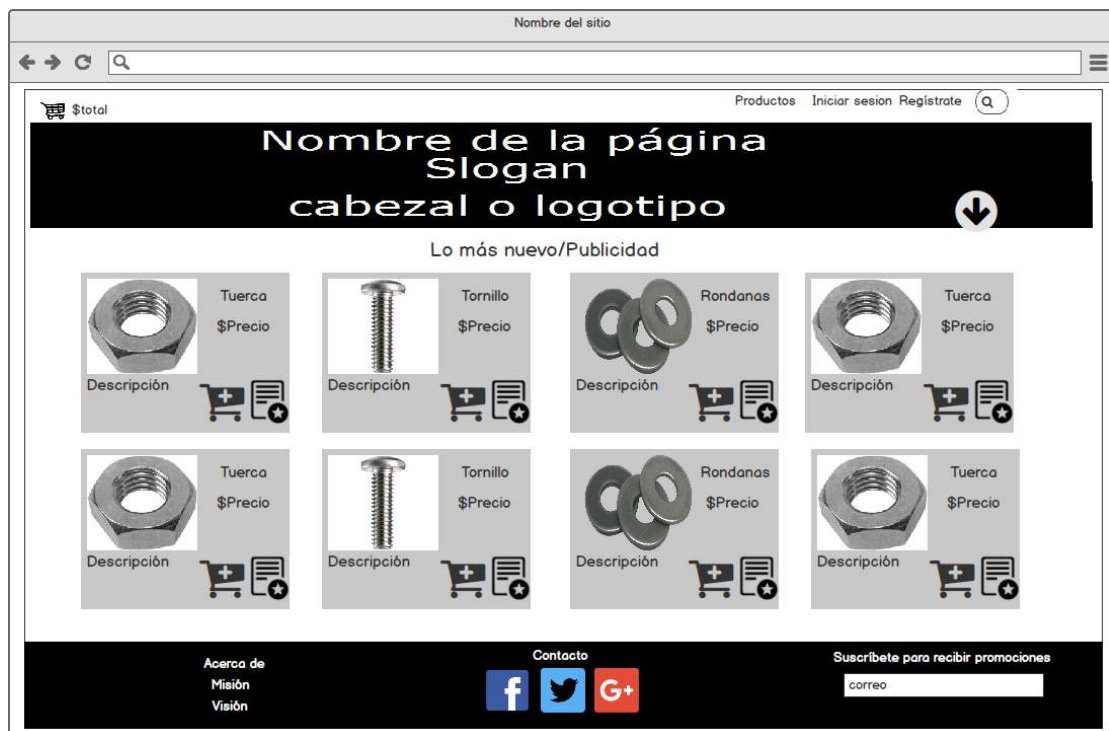 Nombre del sitio
$total
Productos Iniciar sesion Regístrate
Nombre de la página
Slogan
cabezal o logotipo
Lo más nuevo/Publicidad
Tuerca
$Precio
Descripción
Tornillo
$Precio
Descripción
Rondanas
$Precio
Descripción
Tuerca
$Precio
Descripción
Tuerca
$Precio
Descripción
Tornillo
$Precio
Descripción
Rondanas
$Precio
Descripción
Tuerca
$Precio
Descripción
Acerca de
Misión
Visión
Contacto
f
G+
Suscríbete para recibir promociones
correo